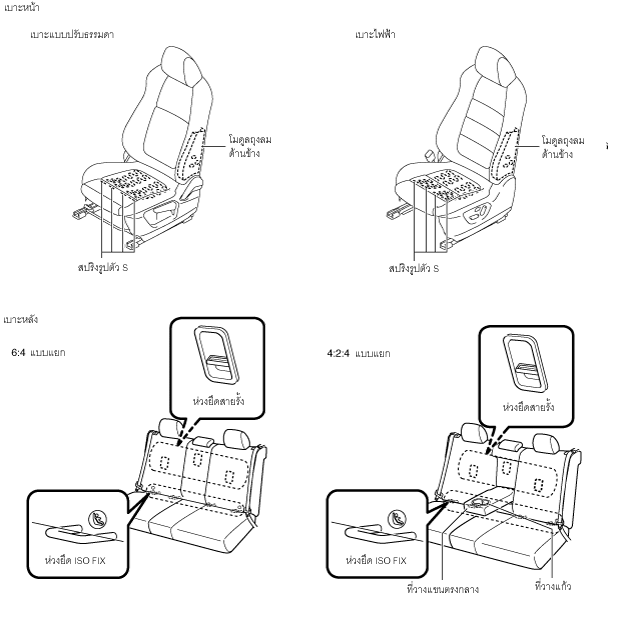 เบาะหน้า
เบาะแบบปรับธรรมดา
เบาะไฟฟ้า
โมดูลถุงลม
ด้านข้าง
โมดูลถุงลม
ด้านข้าง
สปริงรูปตัว S
สปริงรูปตัว S
เบาะหลัง
6:4 แบบแยก
4:2:4 แบบแยก
ห่วงยึดสายรั้ง
ห่วงยึดสายรั้ง
ห่วงยึด ISO FIX
ห่วงยึด ISO FIX
ที่วางแขนตรงกลาง
ที่วางแก้ว